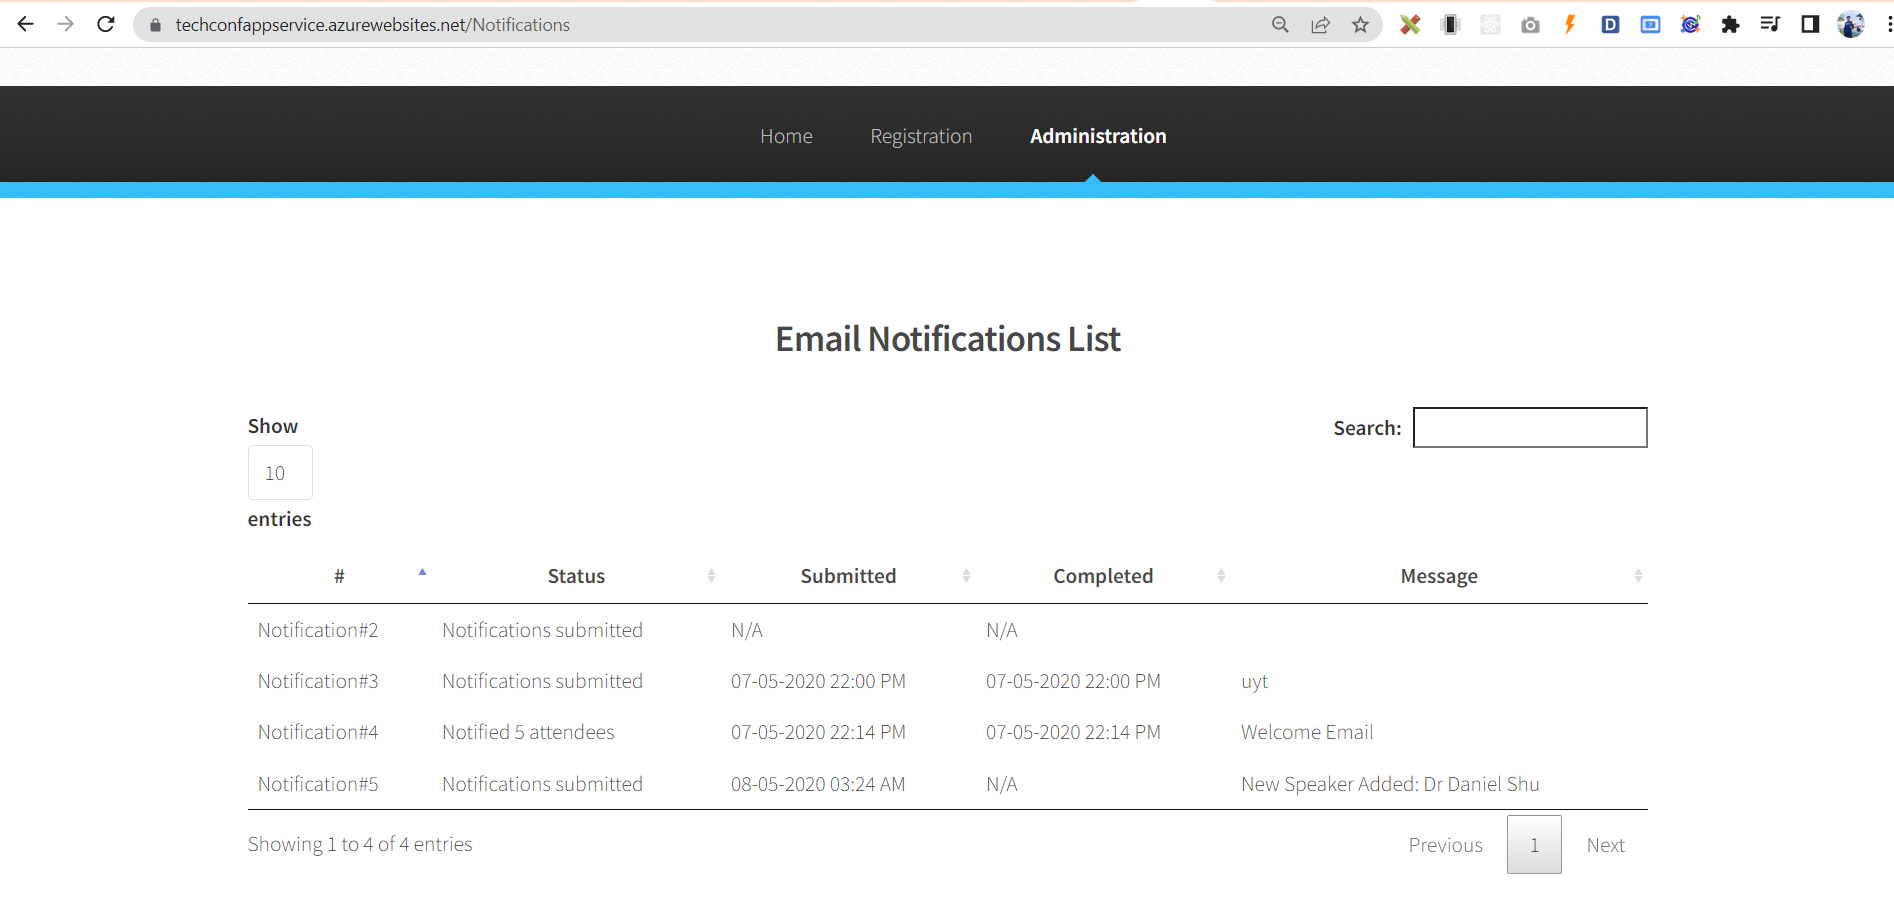 techconfappservice.azurewebsites.net/Notifications
Home Registration Administration
Email Notifications List
Show
10
entries
Search:
# Status Submitted Completed Message
Notification#2 Notifications submitted N/A N/A
Notification#3 Notifications submitted 07-05-2020 22:00 PM 07-05-2020 22:00 PM uyt
Notification#4 Notified 5 attendees 07-05-2020 22:14 PM 07-05-2020 22:14 PM Welcome Email
Notification#5 Notifications submitted 08-05-2020 03:24 AM N/A New Speaker Added: Dr Daniel Shu
Showing 1 to 4 of 4 entries Previous 1 Next